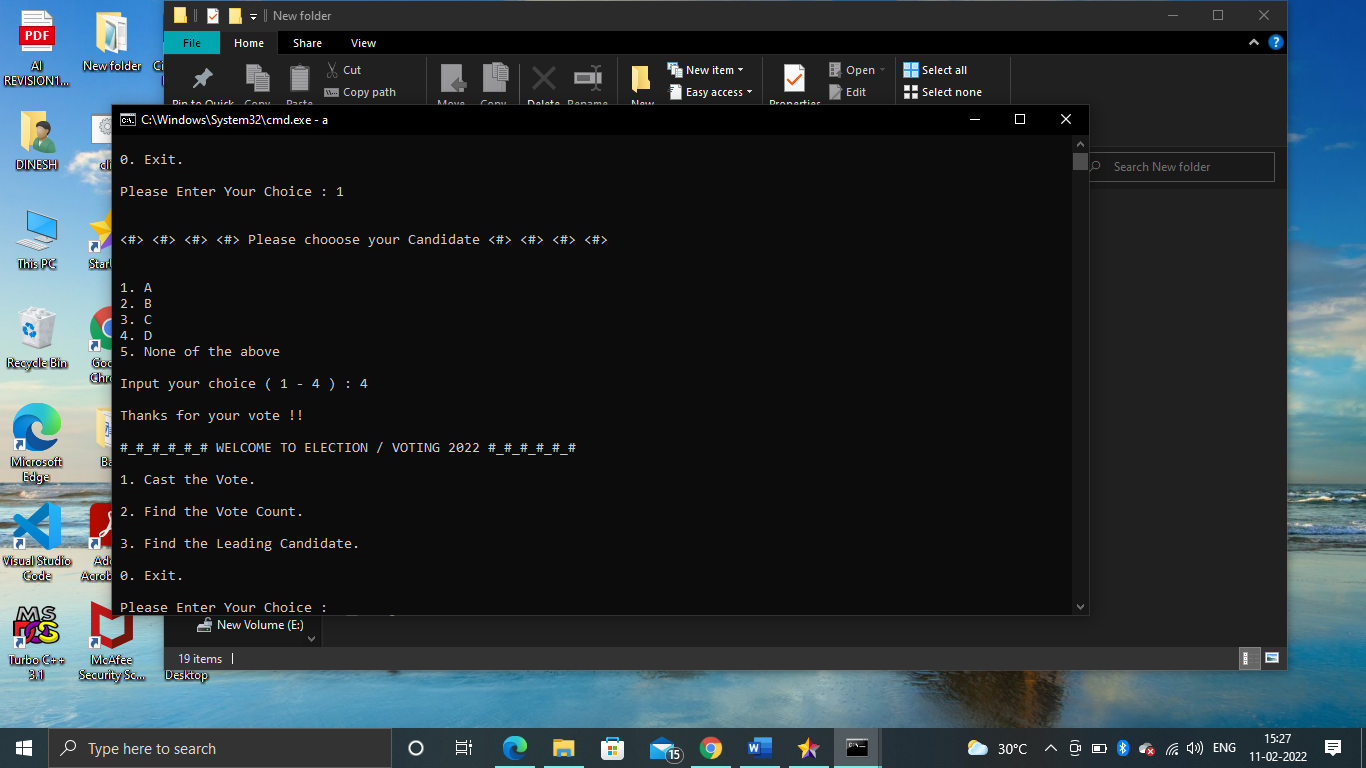 New folder
File Home Share View
Cut
Copy path
New item
Easy access
Open
Edit
Select all
Select none
Pin to Quick Copy Paste Move Copy Delete Rename New Properties
C:\Windows\System32\cmd.exe - a
Search New folder
0. Exit.
Please Enter Your Choice : 1
<#> <#> <#> <#> Please chooose your Candidate <#> <#> <#> <#>
1. A
2. B
3. C
4. D
5. None of the above
Input your choice ( 1 - 4 ) : 4
Thanks for your vote !!
#_#_#_#_#_# WELCOME TO ELECTION / VOTING 2022 #_#_#_#_#_#
1. Cast the Vote.
2. Find the Vote Count.
3. Find the Leading Candidate.
0. Exit.
Please Enter Your Choice :
New Volume (E:)
19 items
PDF
AI
REVISION1...
New folder
DINESH
This PC
Recycle Bin
Microsoft
Edge
Visual Studio
Code
Turbo C++
3.1
McAfee
Security Sc...
Desktop
Type here to search
15
30°C
ENG
15:27
11-02-2022